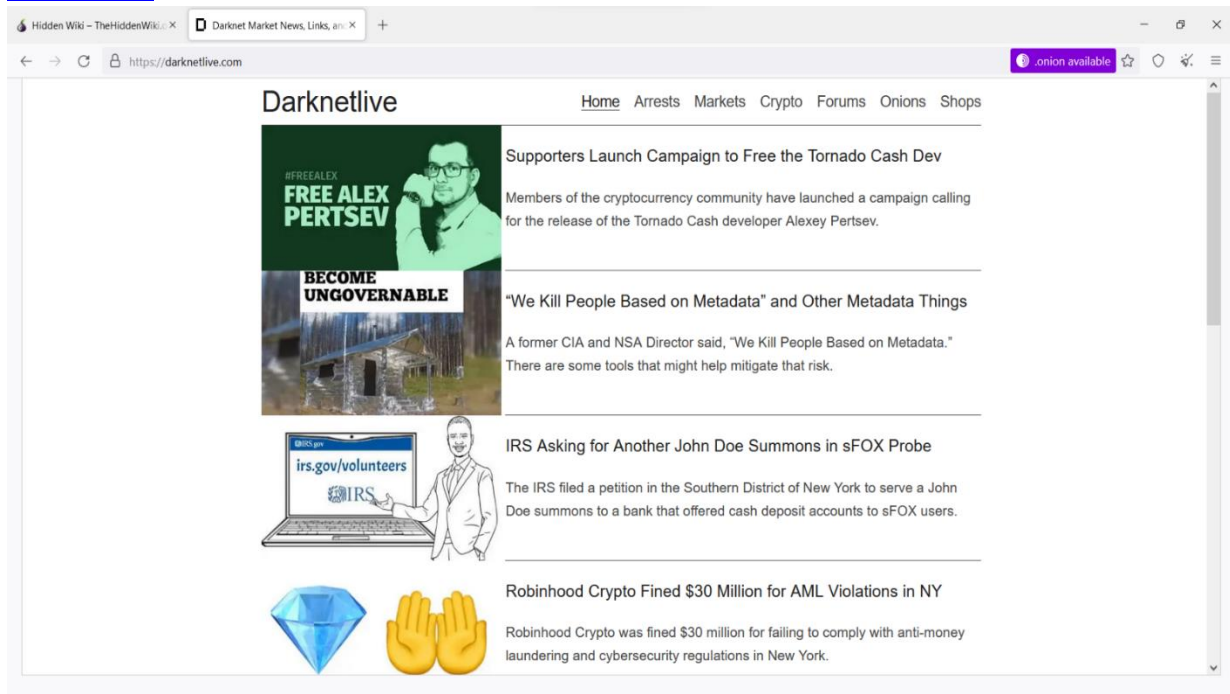 Hidden Wiki – TheHiddenWiki.o
Darknet Market News, Links, and
https://darknetlive.com
.onion available
Darknetlive
Home Arrests Markets Crypto Forums Onions Shops
#FREEALEX
FREE ALEX
PERTSEV
Supporters Launch Campaign to Free the Tornado Cash Dev
Members of the cryptocurrency community have launched a campaign calling
for the release of the Tornado Cash developer Alexey Pertsev.
BECOME
UNGOVERNABLE
“We Kill People Based on Metadata” and Other Metadata Things
A former CIA and NSA Director said, “We Kill People Based on Metadata.”
There are some tools that might help mitigate that risk.
IRS.gov
irs.gov/volunteers
IRS
IRS Asking for Another John Doe Summons in sFOX Probe
The IRS filed a petition in the Southern District of New York to serve a John
Doe summons to a bank that offered cash deposit accounts to sFOX users.
Robinhood Crypto Fined $30 Million for AML Violations in NY
Robinhood Crypto was fined $30 million for failing to comply with anti-money
laundering and cybersecurity regulations in New York.